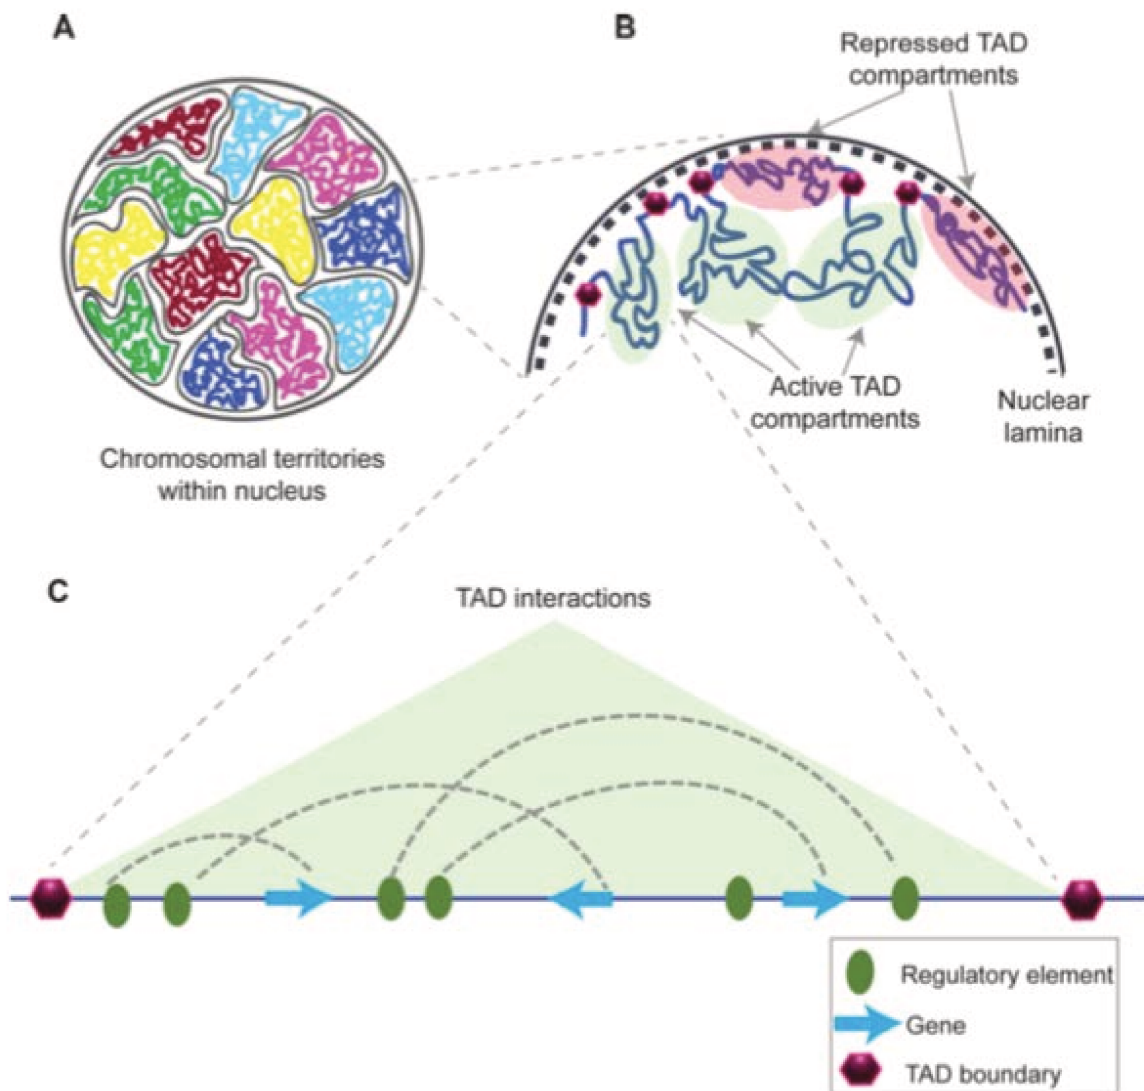 A
B
Repressed TAD
compartments
Active TAD
compartments
Nuclear
lamina
Chromosomal territories
within nucleus
C
TAD interactions
Regulatory element
Gene
TAD boundary